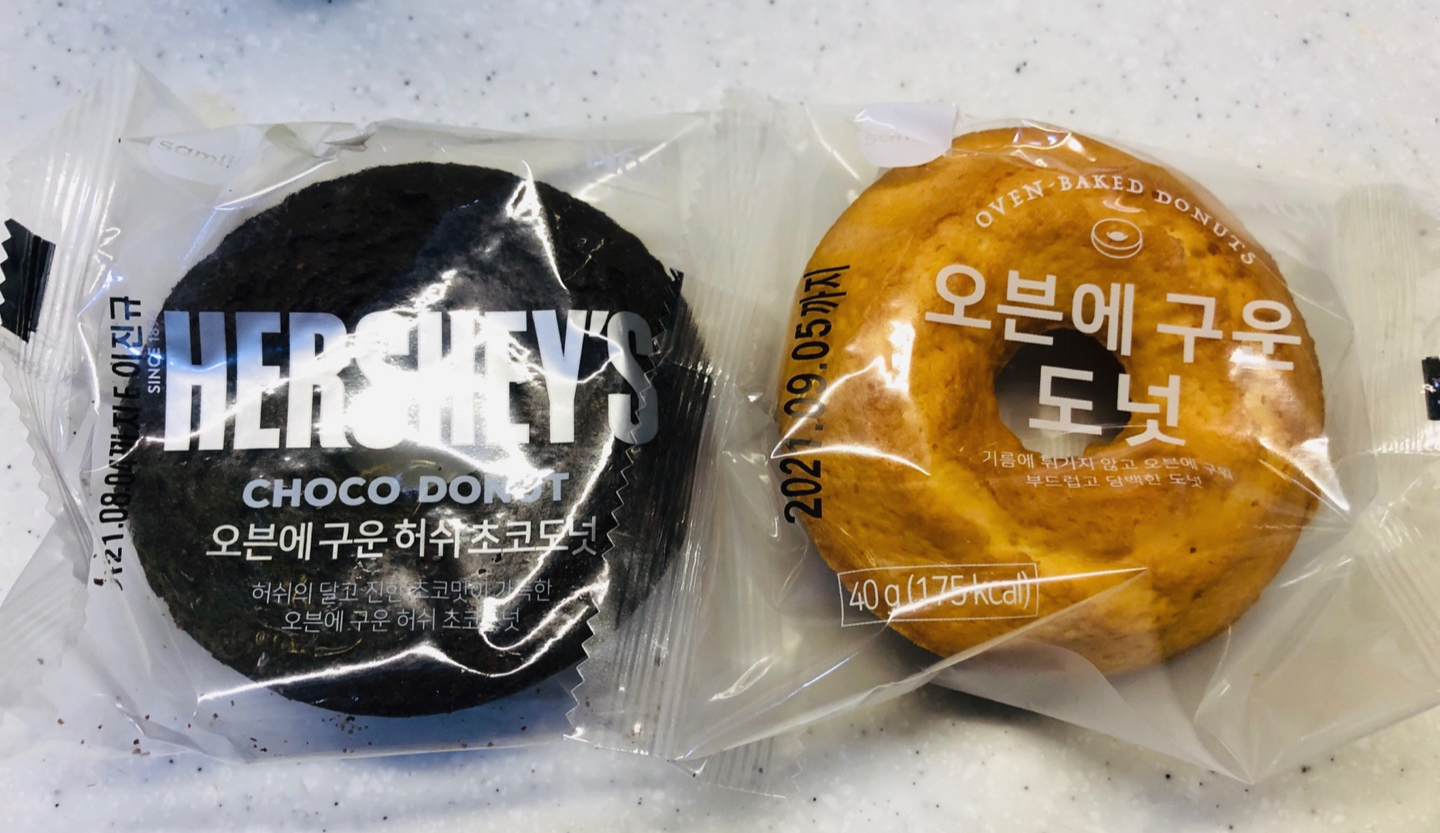 samli
SINCE
HERSHEY'S
CHOCO DONUT
오븐에 구운 허쉬 초코도넛
허쉬의 달고 진한 초코맛이 가득한
오븐에 구운 허쉬 초코도넛
samli
OVEN-BAKED DONUT'S
오븐에 구운
도넛
기름에 튀기지 않고 오븐에 구워
부드럽고 담백한 도넛
40 g (175 kcal)
2021.09.05까지